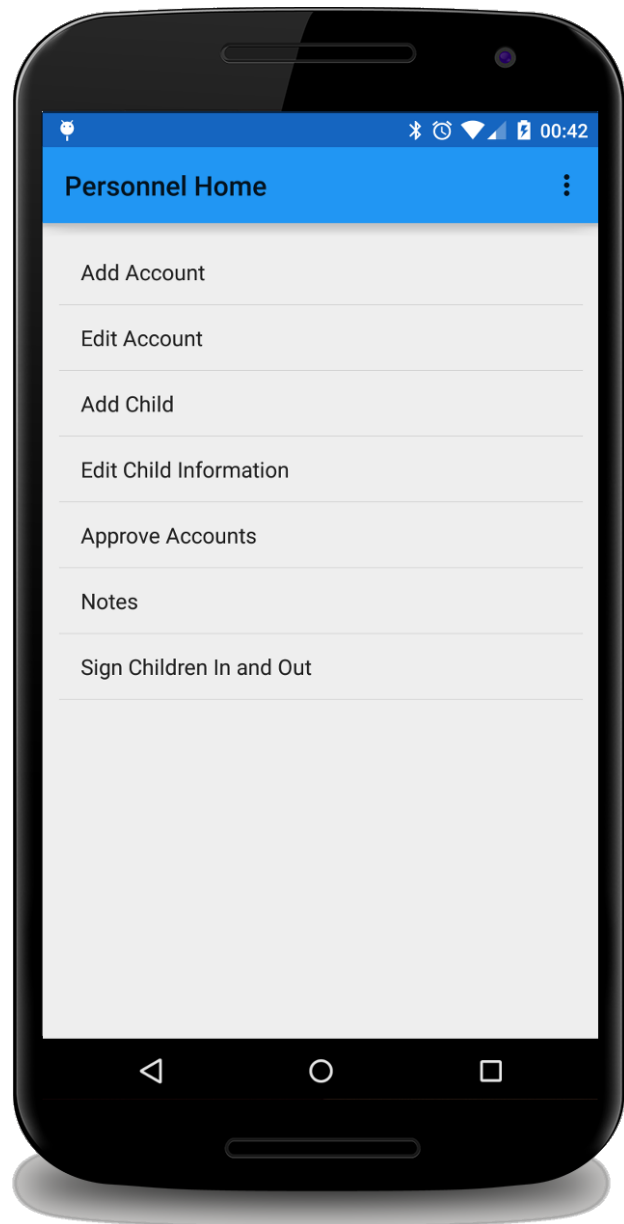 00:42
Personnel Home
Add Account
Edit Account
Add Child
Edit Child Information
Approve Accounts
Notes
Sign Children In and Out